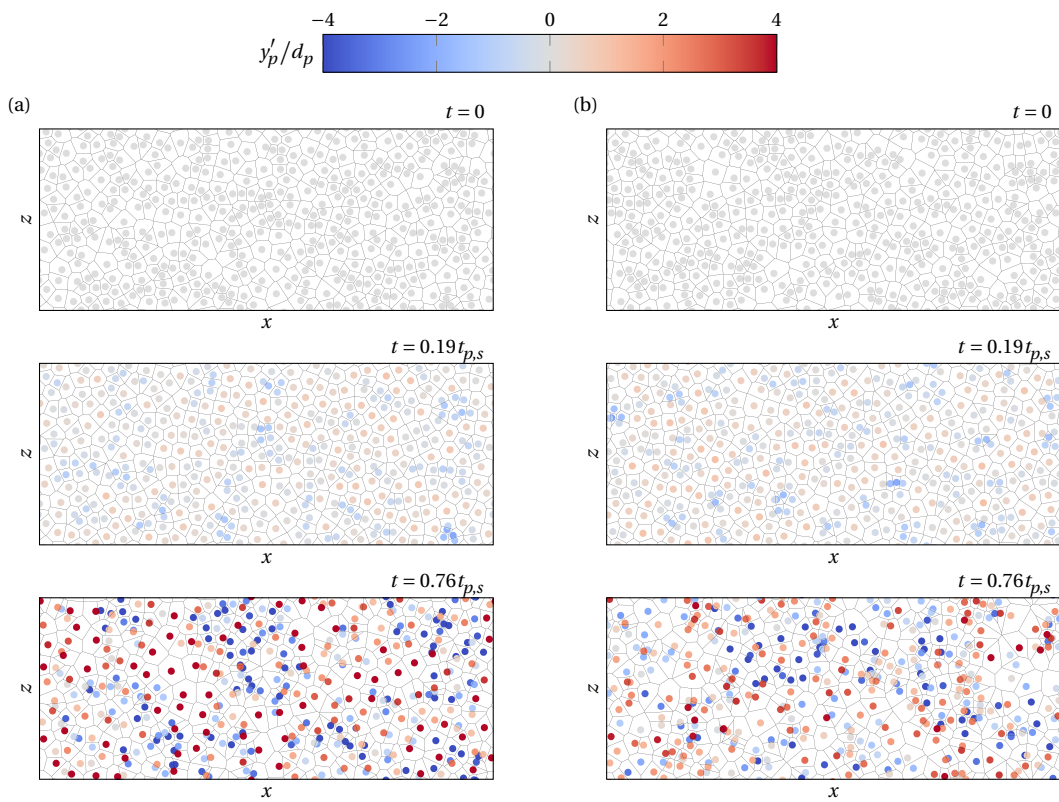 −4 −2 0 2 4
y′p/dp
(a) (b)
t = 0 t = 0
z z
x x
t = 0.19tp,s t = 0.19tp,s
z z
x x
t = 0.76tp,s t = 0.76tp,s
z z
x x